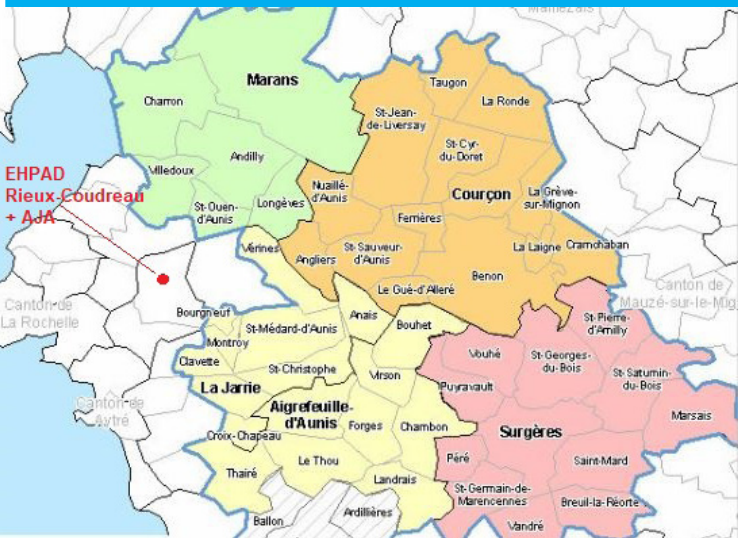 Marans
Charron
Taugon
La Ronde
St-Jean-
de-Liversay
Andilly
St-Cyr-
du-Doret
Villedoux
EHPAD
Rieux-Coudreau
+ AJA
Nuaillé-
d'Aunis
Courçon
La Grève-
sur-Mignon
St-Ouen-
d'Aunis
Longèves
Ferrières
Vérines
Angliers
St-Sauveur-
d'Aunis
La Laigne
Cramchaban
Benon
Le Gué-d'Alleré
Canton de
La Rochelle
Canton de
Mauzé-sur-le-Mig
Bourgneuf
Anais
Bouhet
St-Pierre-
d'Amilly
St-Médard-d'Aunis
Montroy
Clavette
Vouhé
St-Georges-
du-Bois
St-Christophe
Virson
St-Saturnin-
du-Bois
La Jarrie
Puyravault
Canton de
Aytré
Aigrefeuille-
d'Aunis
Marsais
Forges
Chambon
Surgères
Croix-Chapeau
Péré
Saint-Mard
Thairé
Le Thou
Landrais
St-Germain-de-
Marencennes
Breuil-la-Réorte
Ardillières
Ballon
Vandré